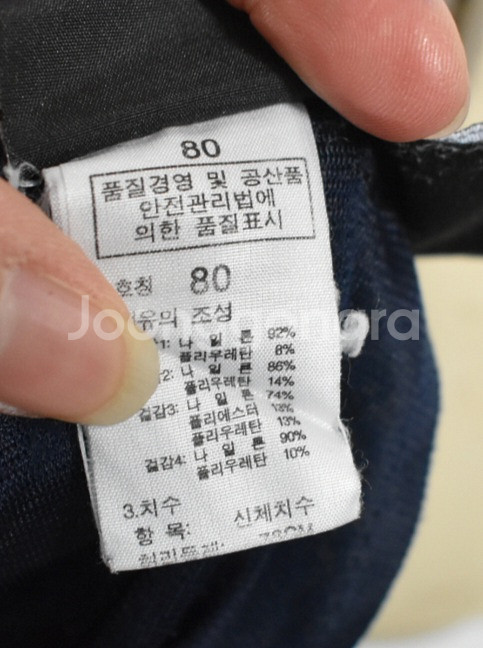 80
품질경영 및 공산품
안전관리법에
의한 품질표시
호칭 80
조성
나 일 론 92%
폴리우레탄 8%
나 일 론 86%
폴리우레탄 14%
겉감3: 나 일 론 74%
폴리에스터 13%
폴리우레탄 13%
겉감4: 나 일 론 90%
폴리우레탄 10%
3.치수
항 목: 신체치수